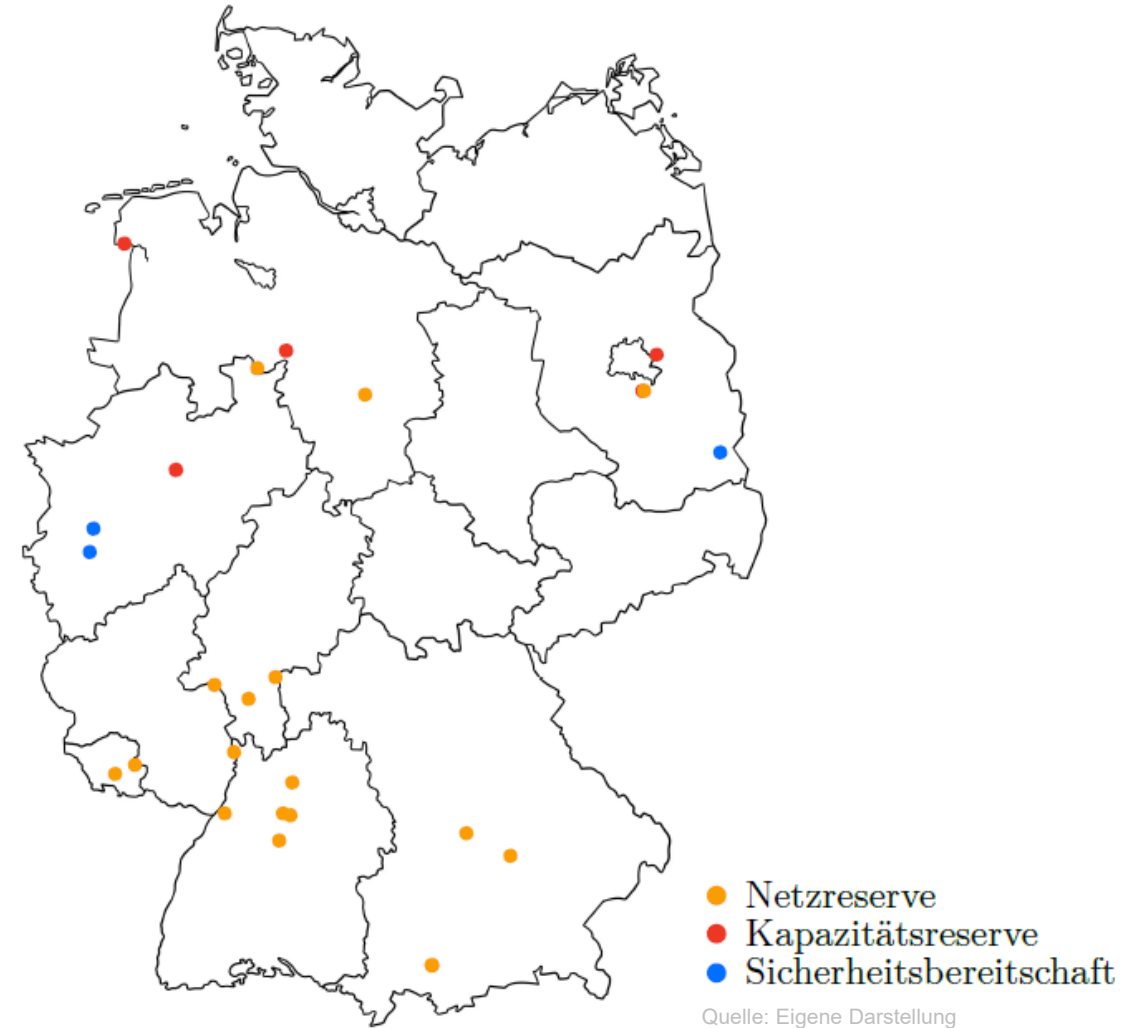 Netzreserve
Kapazitätsreserve
Sicherheitsbereitschaft
Quelle: Eigene Darstellung